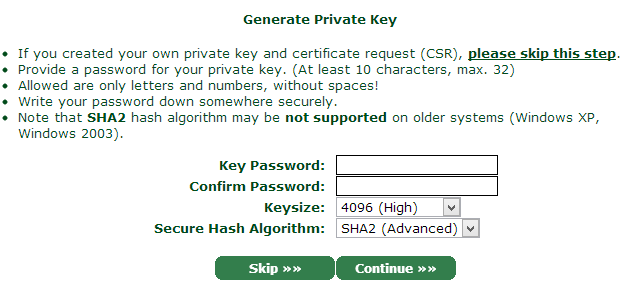 Generate Private Key
If you created your own private key and certificate request (CSR), please skip this step.
Provide a password for your private key. (At least 10 characters, max. 32)
Allowed are only letters and numbers, without spaces!
Write your password down somewhere securely.
Note that SHA2 hash algorithm may be not supported on older systems (Windows XP,
Windows 2003).
Key Password:
Confirm Password:
Keysize: 4096 (High)
Secure Hash Algorithm: SHA2 (Advanced)
Skip »» Continue »»